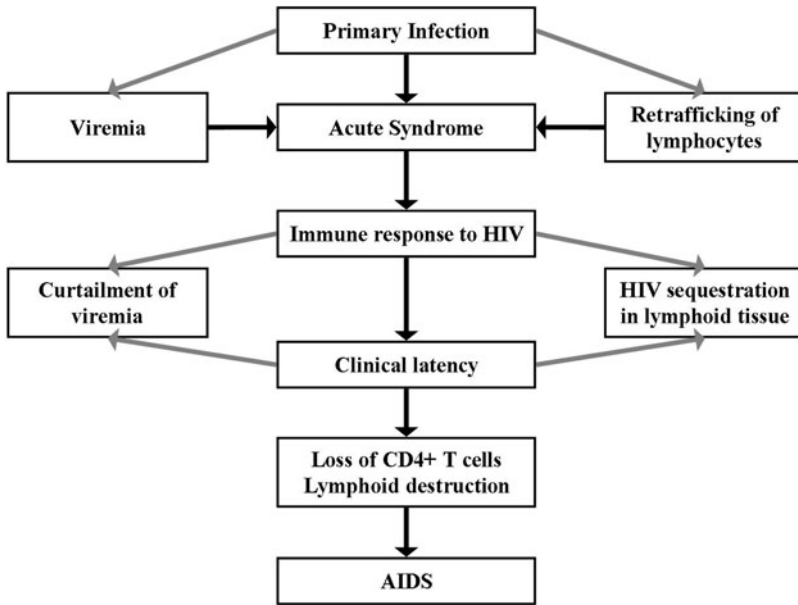 Primary Infection
Viremia
Acute Syndrome
Retrafficking of
lymphocytes
Immune response to HIV
Curtailment of
viremia
HIV sequestration
in lymphoid tissue
Clinical latency
Loss of CD4+ T cells
Lymphoid destruction
AIDS